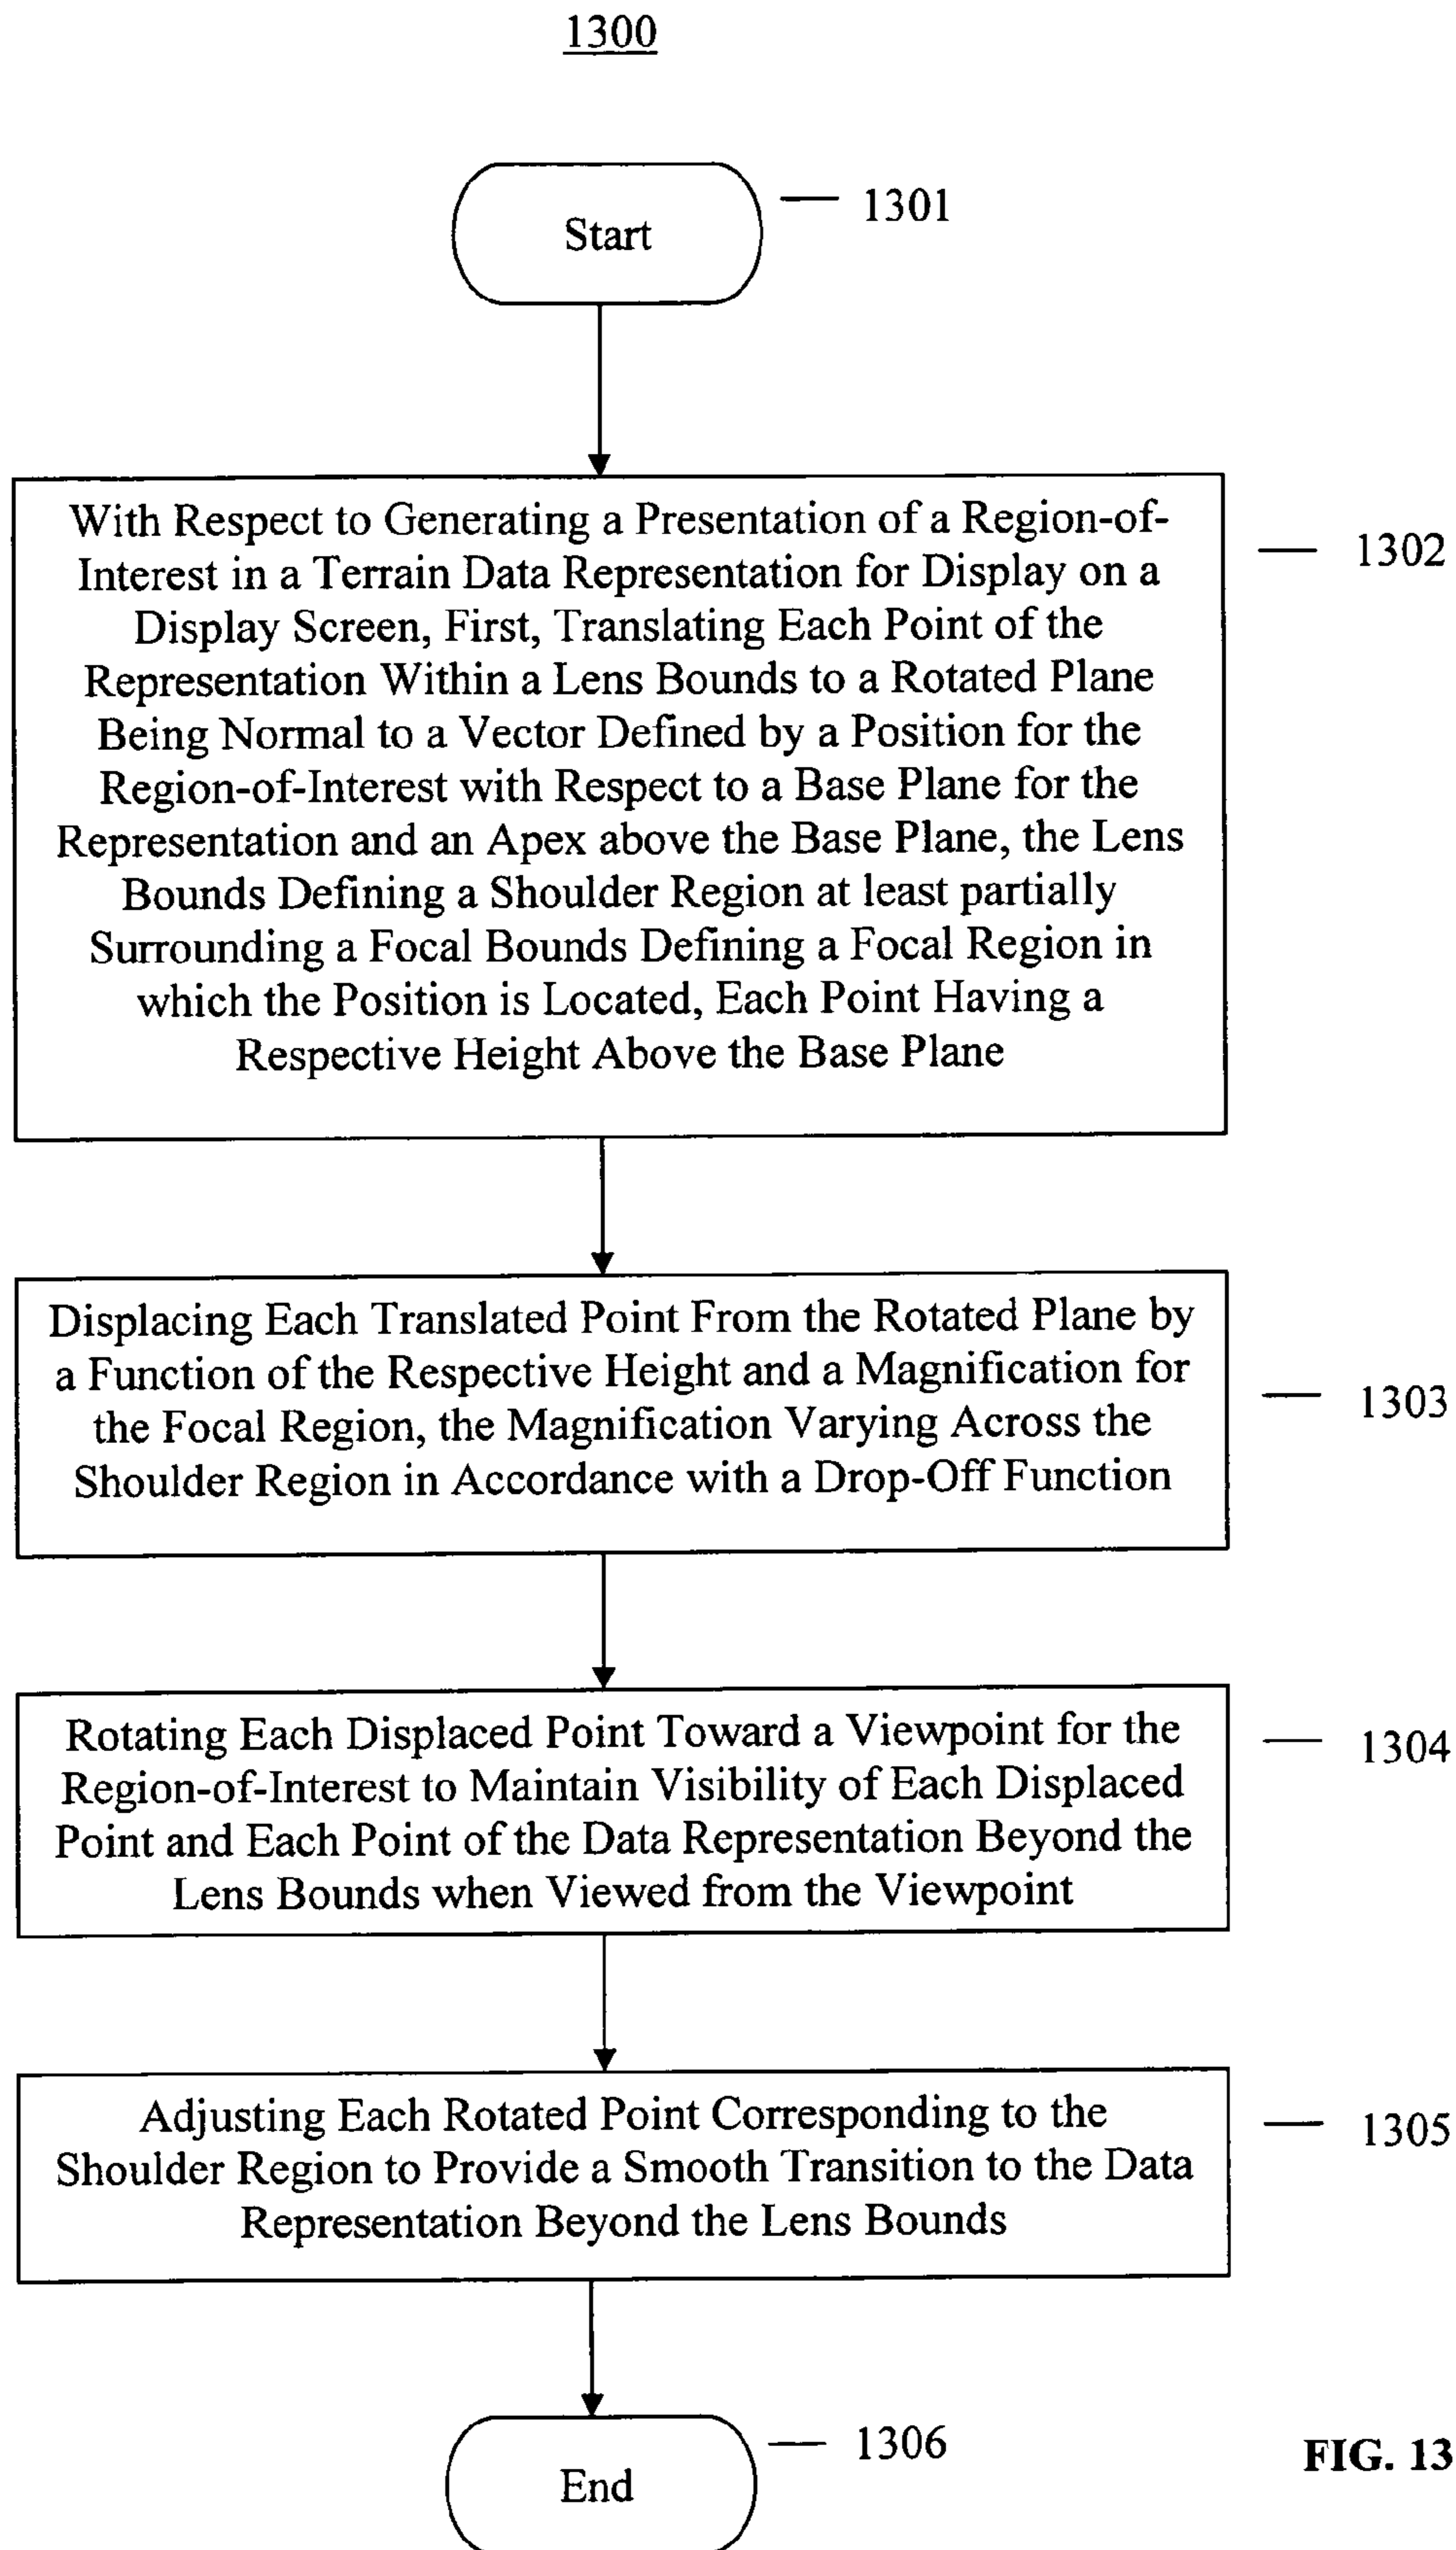 1300
Start
1301
With Respect to Generating a Presentation of a Region-of-
Interest in a Terrain Data Representation for Display on a
Display Screen, First, Translating Each Point of the
Representation Within a Lens Bounds to a Rotated Plane
Being Normal to a Vector Defined by a Position for the
Region-of-Interest with Respect to a Base Plane for the
Representation and an Apex above the Base Plane, the Lens
Bounds Defining a Shoulder Region at least partially
Surrounding a Focal Bounds Defining a Focal Region in
which the Position is Located, Each Point Having a
Respective Height Above the Base Plane
1302
Displacing Each Translated Point From the Rotated Plane by
a Function of the Respective Height and a Magnification for
the Focal Region, the Magnification Varying Across the
Shoulder Region in Accordance with a Drop-Off Function
1303
Rotating Each Displaced Point Toward a Viewpoint for the
Region-of-Interest to Maintain Visibility of Each Displaced
Point and Each Point of the Data Representation Beyond the
Lens Bounds when Viewed from the Viewpoint
1304
Adjusting Each Rotated Point Corresponding to the
Shoulder Region to Provide a Smooth Transition to the Data
Representation Beyond the Lens Bounds
1305
End
1306
FIG. 13